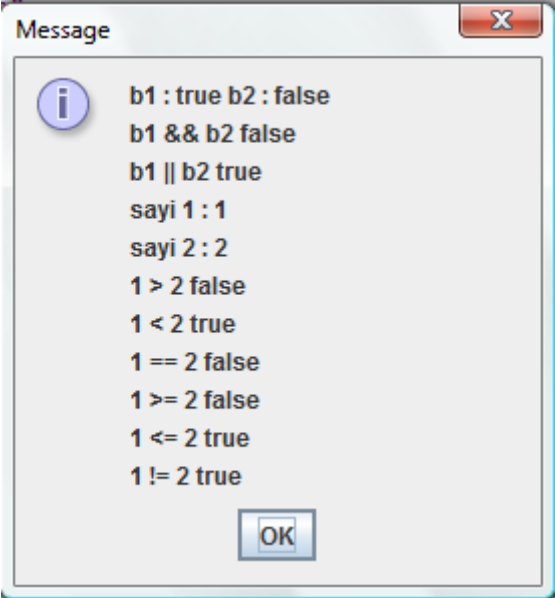 Message
b1 : true b2 : false
b1 && b2 false
b1 || b2 true
sayi 1 : 1
sayi 2 : 2
1 > 2 false
1 < 2 true
1 == 2 false
1 >= 2 false
1 <= 2 true
1 != 2 true
OK